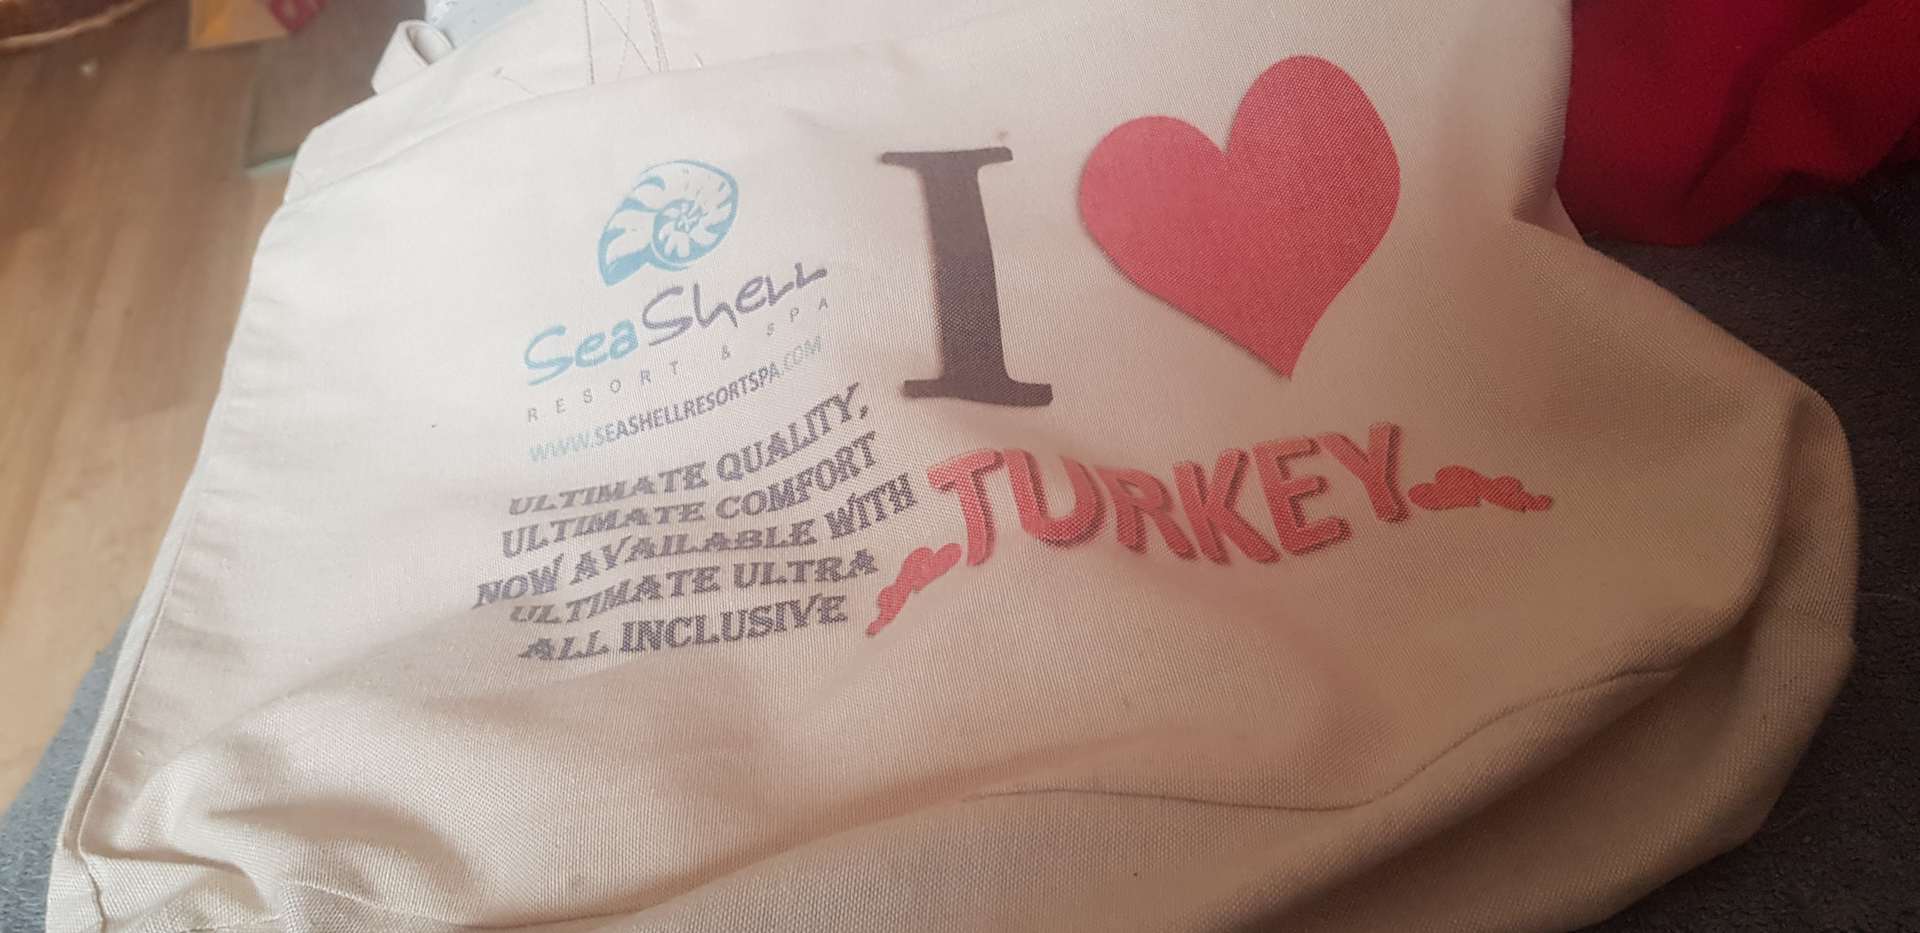 SeaShell
RESORT & SPA
WWW.SEASHELLRESORTSPA.COM
ULTIMATE QUALITY,
ULTIMATE COMFORT
NOW AVAILABLE WITH
ULTIMATE ULTRA
ALL INCLUSIVE
I
TURKEY